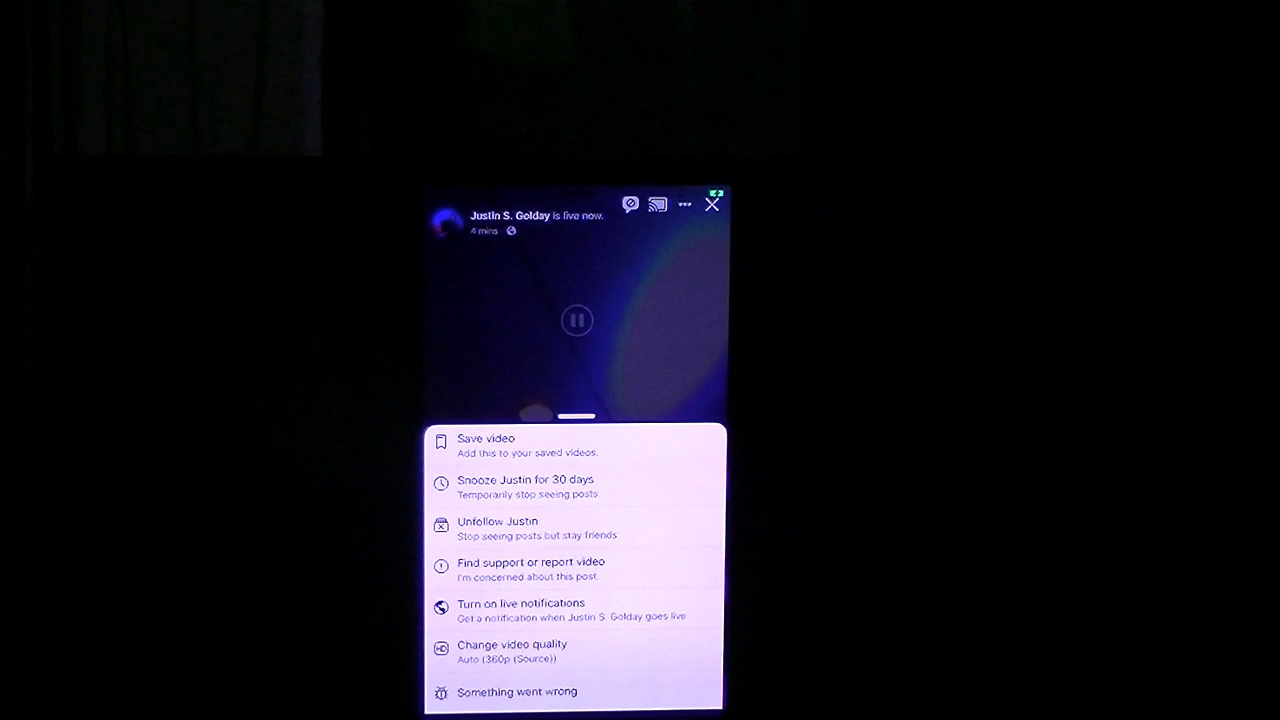 Justin S. Golday is live now.
4 mins
Save video
Add this to your saved videos.
Snooze Justin for 30 days
Temporarily stop seeing posts
Unfollow Justin
Stop seeing posts but stay friends
Find support or report video
I'm concerned about this post.
Turn on live notifications
Get a notification when Justin S. Golday goes live
HD
Change video quality
Auto (360p (Source))
Something went wrong